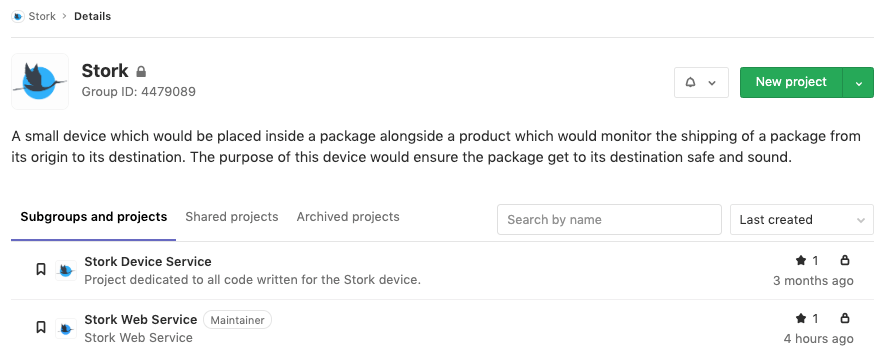 Stork > Details
Stork
Group ID: 4479089
New project
A small device which would be placed inside a package alongside a product which would monitor the shipping of a package from
its origin to its destination. The purpose of this device would ensure the package get to its destination safe and sound.
Subgroups and projects Shared projects Archived projects Search by name Last created
Stork Device Service 1
Project dedicated to all code written for the Stork device. 3 months ago
Stork Web Service Maintainer 1
Stork Web Service 4 hours ago